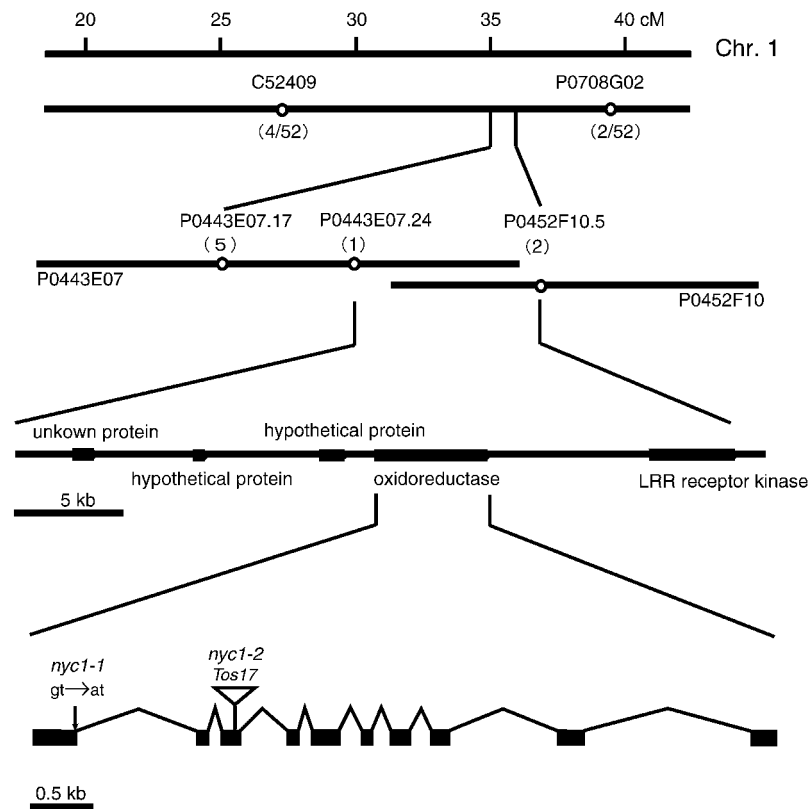 20 25 30 35 40 cM
Chr. 1
C52409 P0708G02
(4/52) (2/52)
P0443E07.17 P0443E07.24 P0452F10.5
(5) (1) (2)
P0443E07
P0452F10
unkown protein hypothetical protein
hypothetical protein oxidoreductase LRR receptor kinase
5 kb
nyc1-1 nyc1-2
gt→at Tos17
0.5 kb